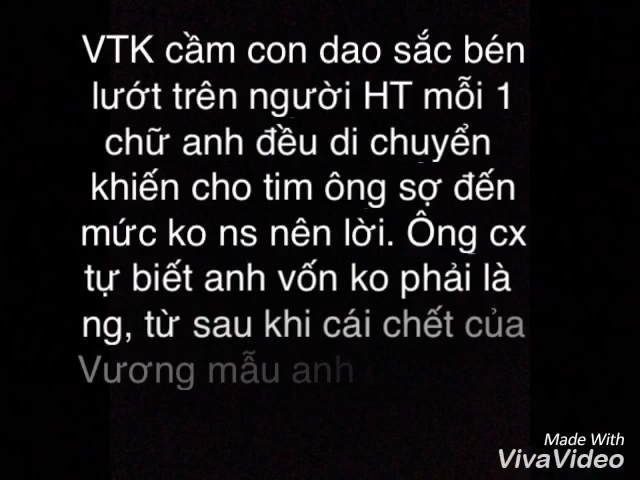 VTK cầm con dao sắc bén
lướt trên người HT mỗi 1
chữ anh đều di chuyển
khiến cho tim ông sợ đến
mức ko ns nên lời. Ông cx
tự biết anh vốn ko phải là
ng, từ sau khi cái chết của
Vương mẫu anh
Made With
VivaVideo